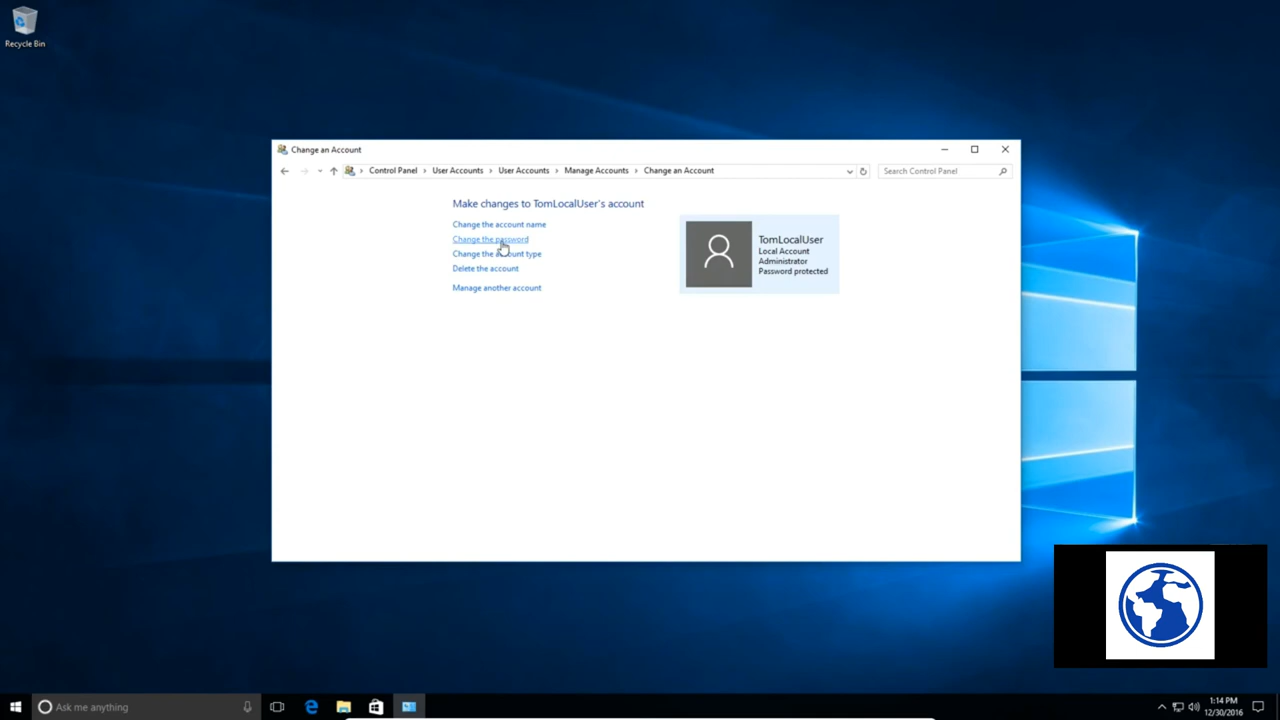 Recycle Bin
Change an Account
Control Panel
User Accounts
User Accounts
Manage Accounts
Change an Account
Search Control Panel
Make changes to TomLocalUser's account
Change the account name
Change the password
Change the account type
Delete the account
Manage another account
TomLocalUser
Local Account
Administrator
Password protected
Ask me anything
1:14 PM
12/30/2016